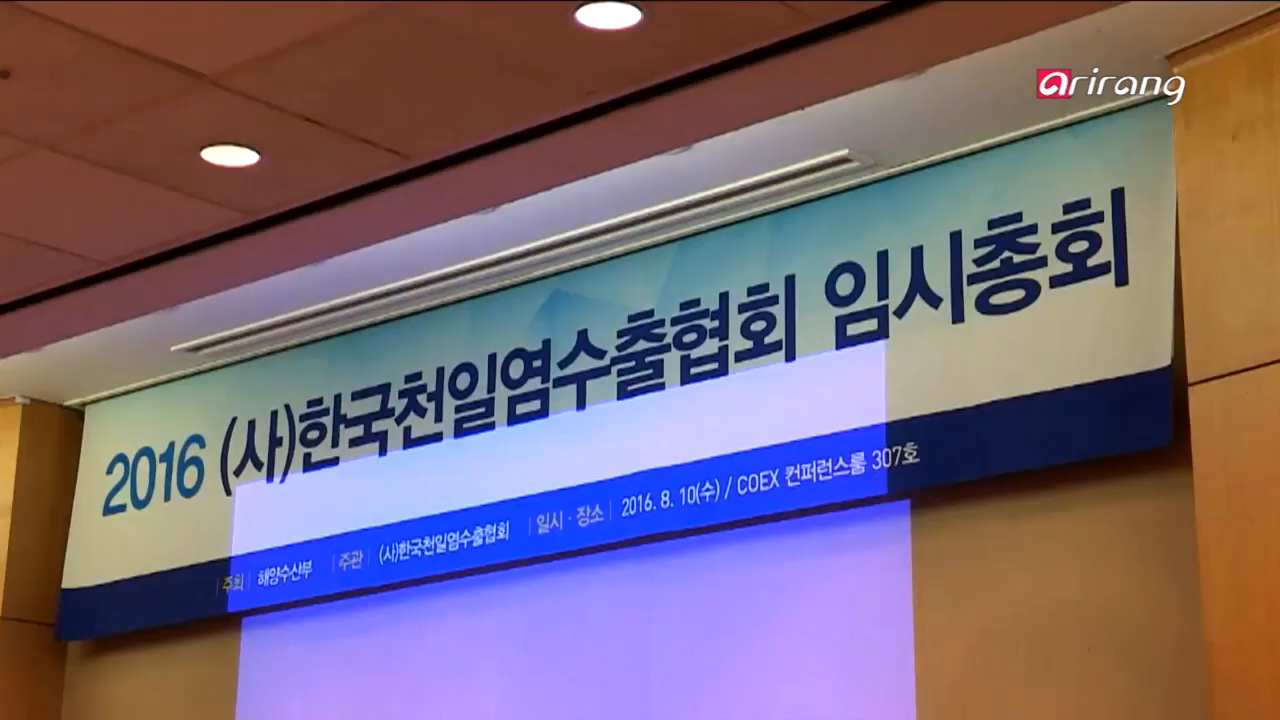 arirang
2016 (사)한국천일염수출협회 임시총회
주최 해양수산부 주관 (사)한국천일염수출협회 일시 · 장소 2016. 8. 10(수) / COEX 컨퍼런스룸 307호